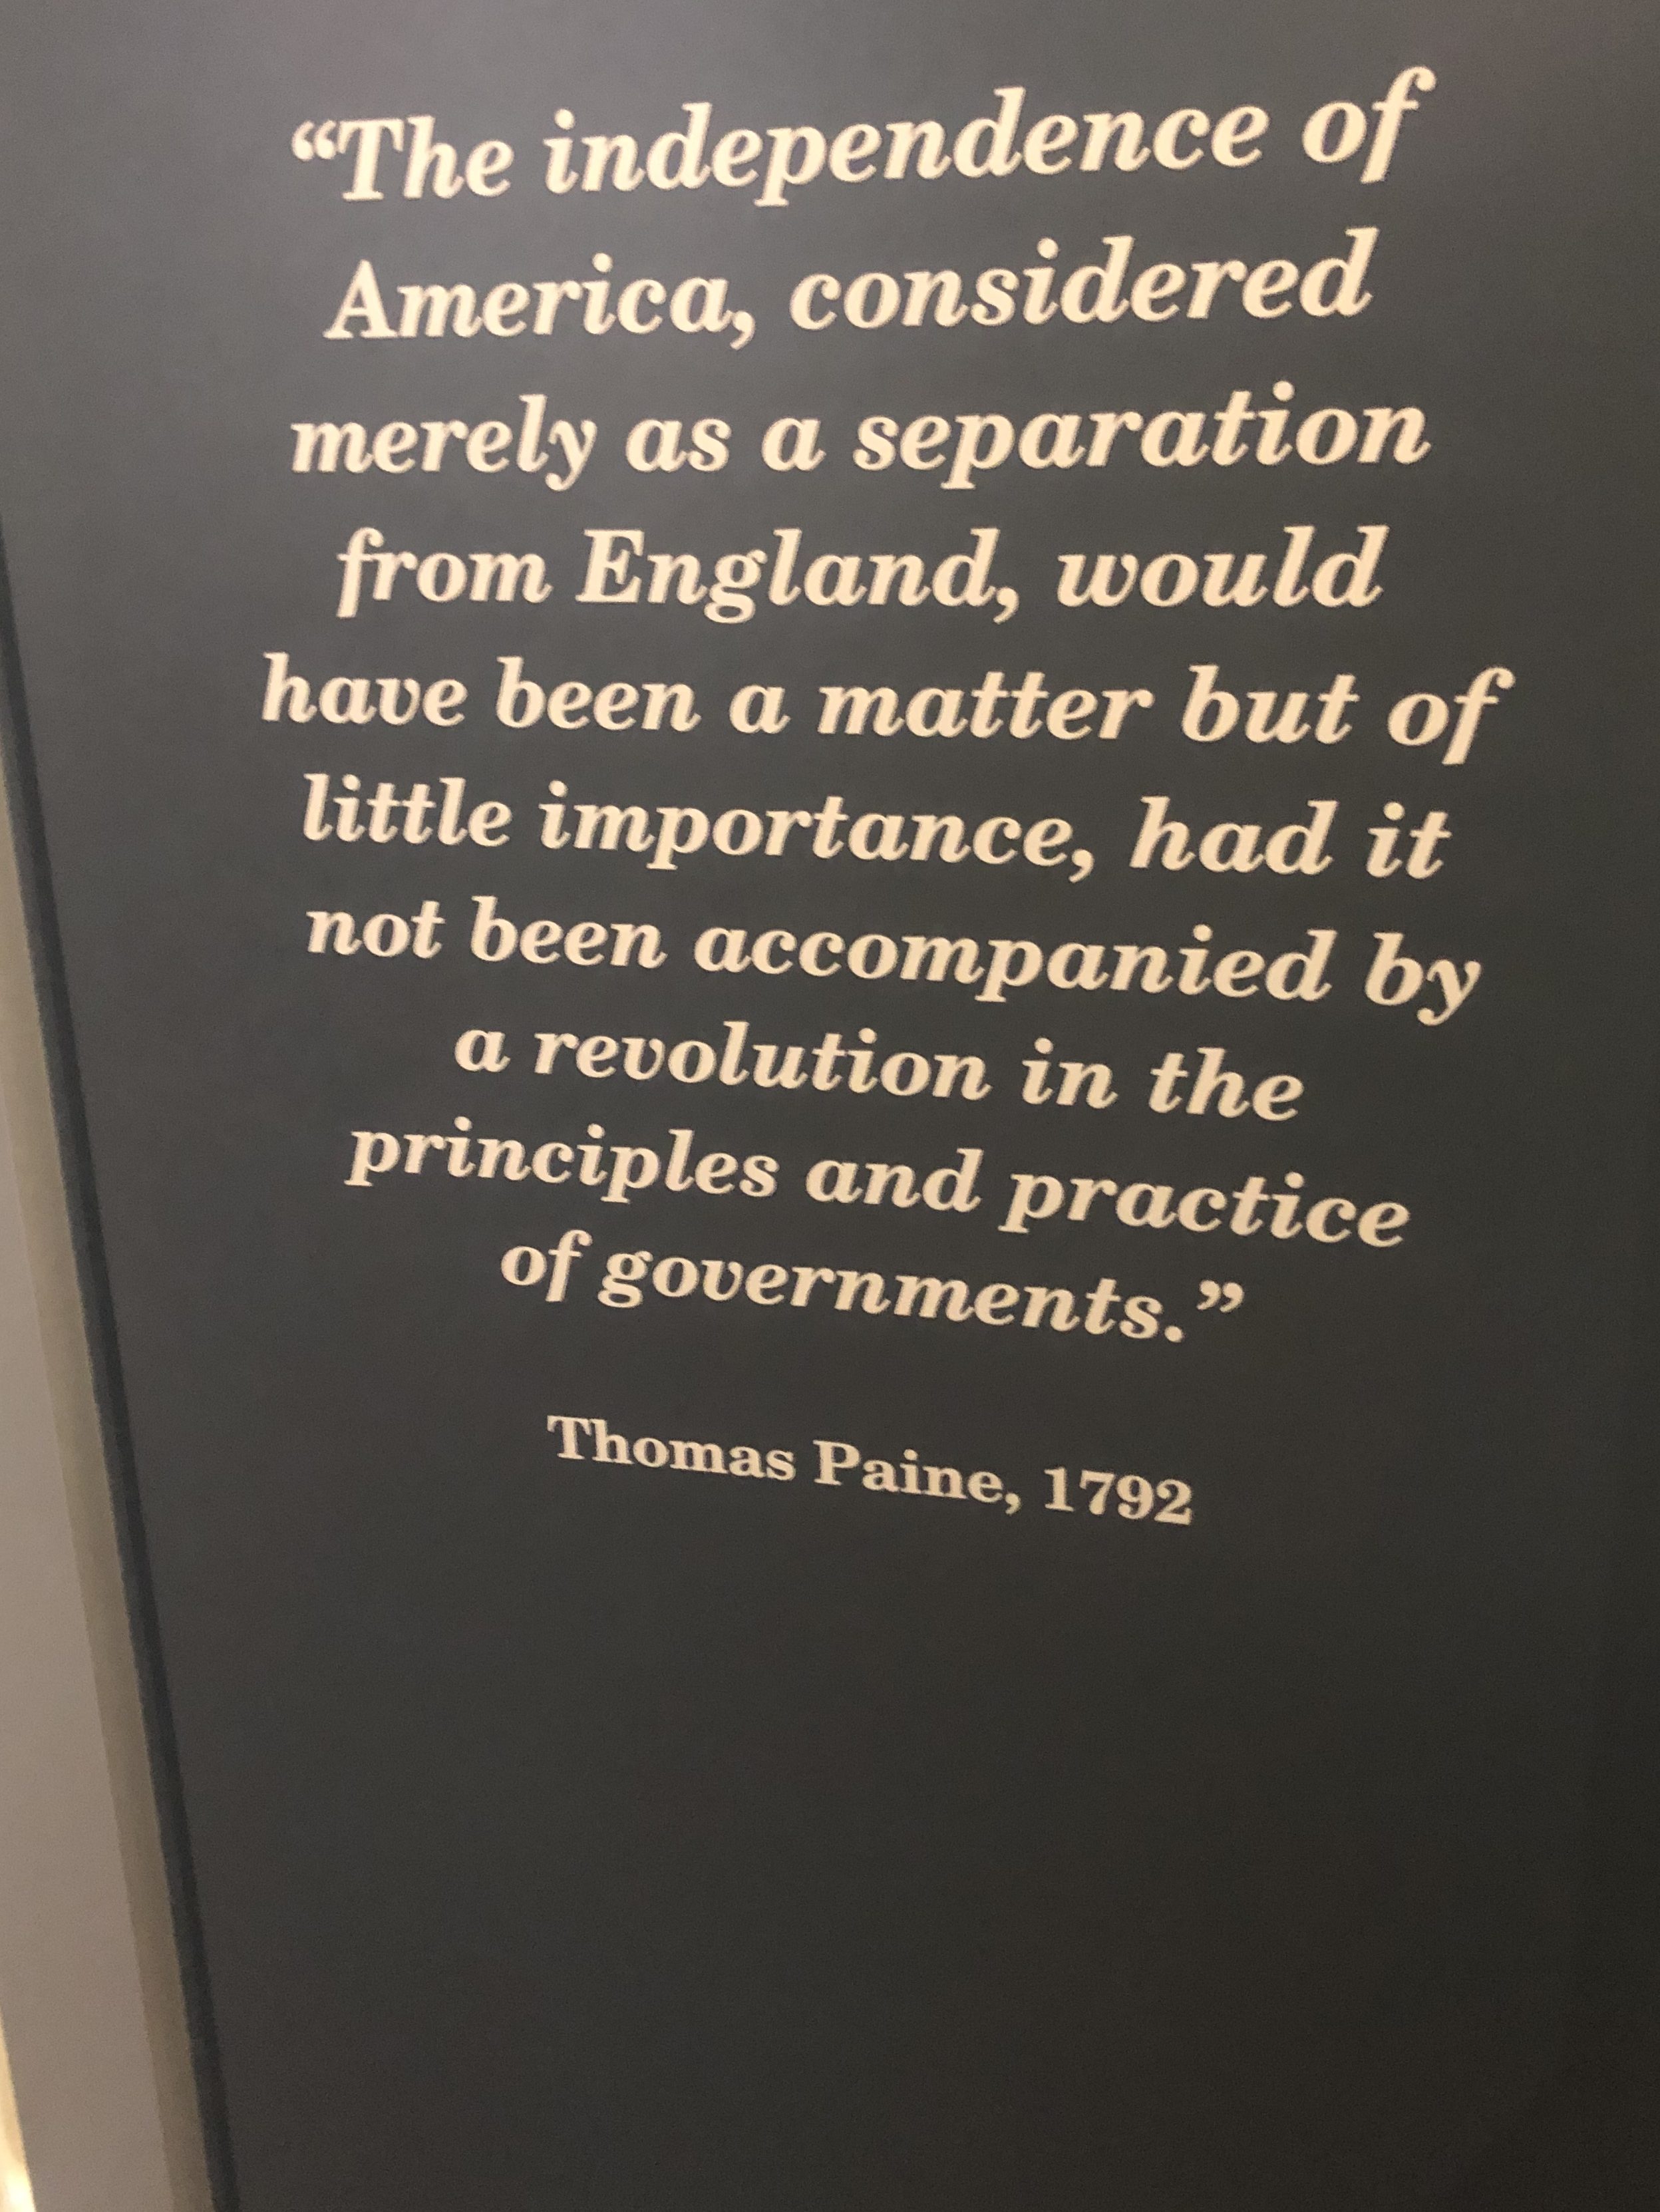 “The independence of
America, considered
merely as a separation
from England, would
have been a matter but of
little importance, had it
not been accompanied by
a revolution in the
principles and practice
of governments.”
Thomas Paine, 1792